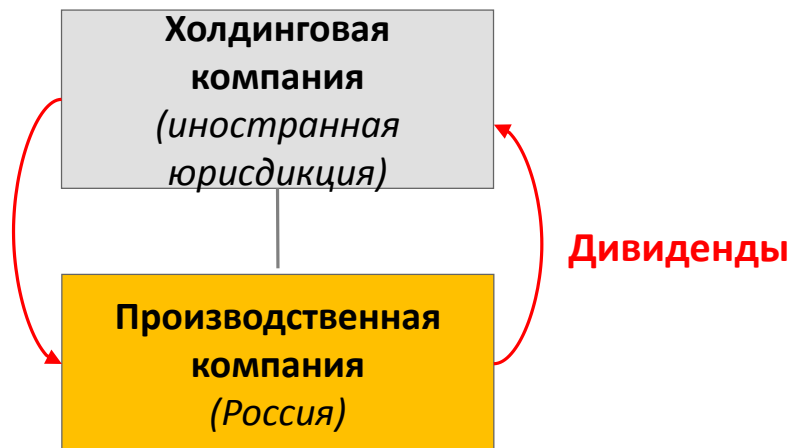 Холдинговая
компания
(иностранная
юрисдикция)
Дивиденды
Производственная
компания
(Россия)